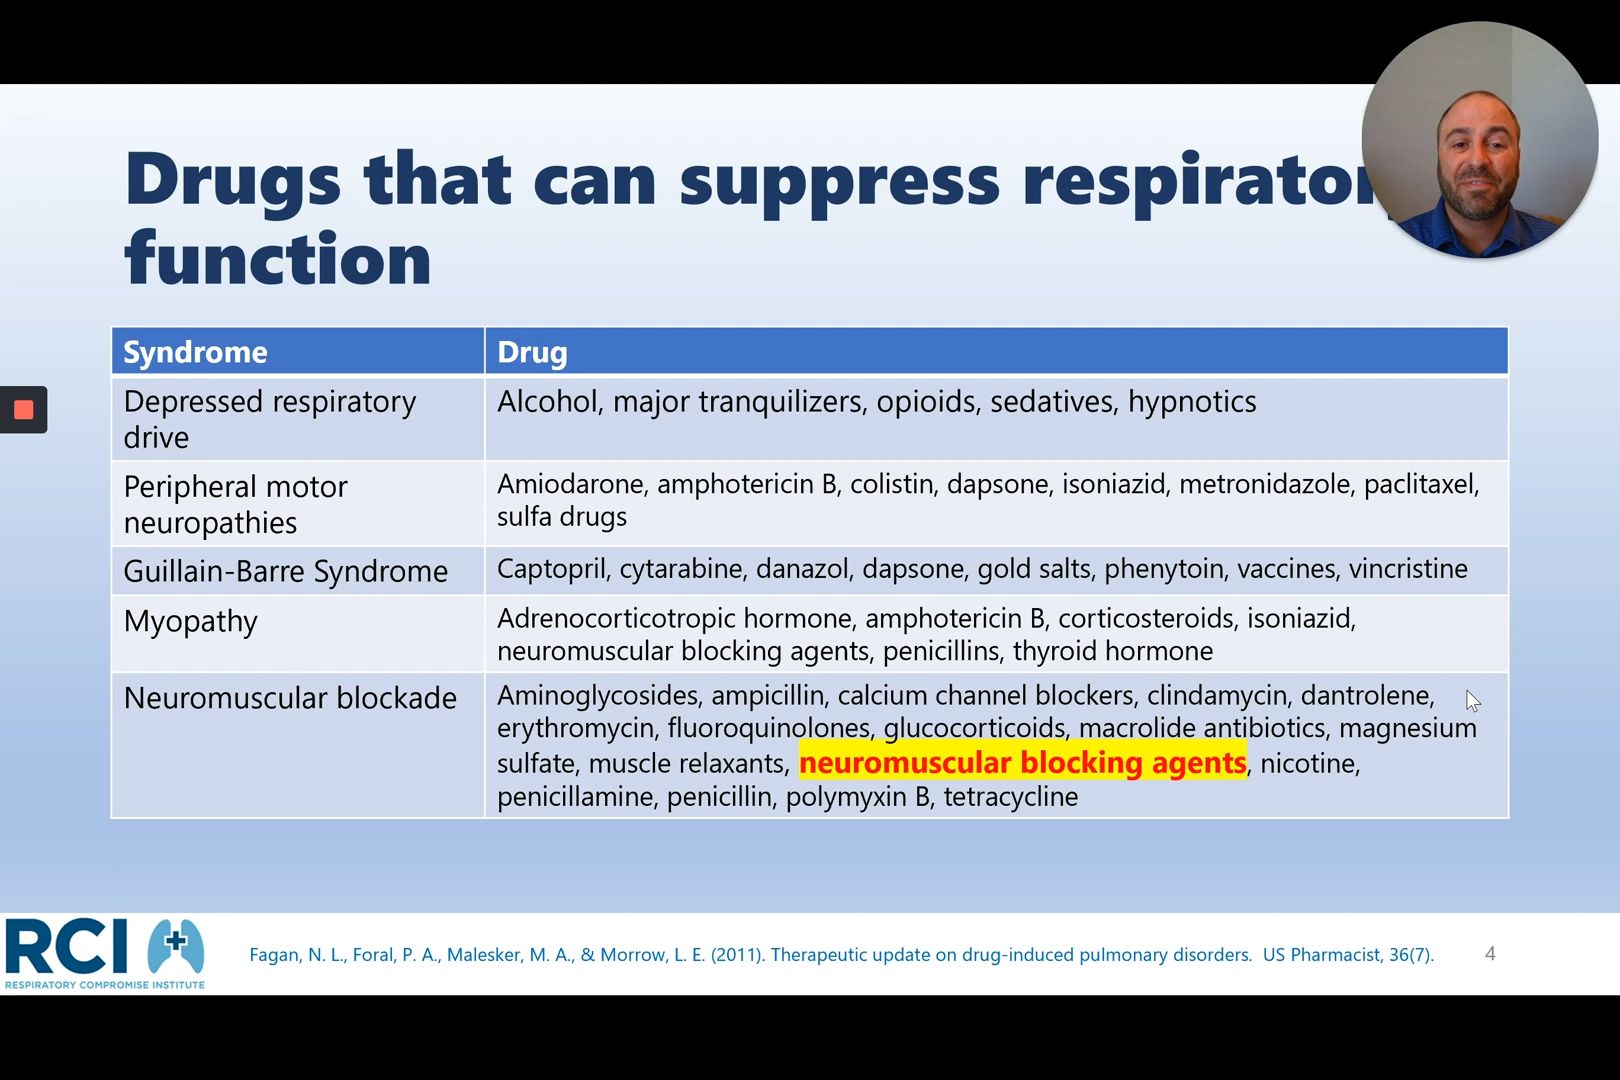 Drugs that can suppress
function
Syndrome
Drug
Depressed respiratory
drive
Alcohol, major tranquilizers, opioids, sedatives, hypnotics
Peripheral motor
neuropathies
Amiodarone, amphotericin B, colistin, dapsone, isoniazid, metronidazole, paclitaxel,
sulfa drugs
Guillain-Barre Syndrome
Captopril, cytarabine, danazol, dapsone, gold salts, phenytoin, vaccines, vincristine
Myopathy
Adrenocorticotropic hormone, amphotericin B, corticosteroids, isoniazid,
neuromuscular blocking agents, penicillins, thyroid hormone
Neuromuscular blockade
Aminoglycosides, ampicillin, calcium channel blockers, clindamycin, dantrolene,
erythromycin, fluoroquinolones, glucocorticoids, macrolide antibiotics, magnesium
sulfate, muscle relaxants, neuromuscular blocking agents, nicotine,
penicillamine, penicillin, polymyxin B, tetracycline
RCI
RESPIRATORY COMPROMISE INSTITUTE
Fagan, N. L., Foral, P. A., Malesker, M. A., & Morrow, L. E. (2011). Therapeutic update on drug-induced pulmonary disorders. US Pharmacist, 36(7).
4